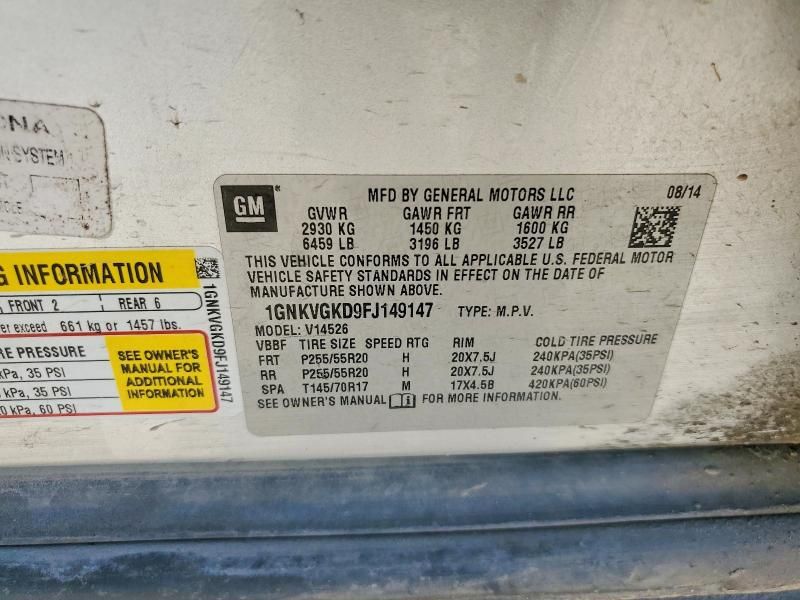 ONA
SYSTEM
GM
MFD BY GENERAL MOTORS LLC 08/14
GVWR GAWR FRT GAWR RR
2930 KG 1450 KG 1600 KG
6459 LB 3196 LB 3527 LB
THIS VEHICLE CONFORMS TO ALL APPLICABLE U.S. FEDERAL MOTOR
VEHICLE SAFETY STANDARDS IN EFFECT ON THE DATE OF
MANUFACTURE SHOWN ABOVE.
1GNKVGKD9FJ149147 TYPE: M.P.V.
MODEL: V14526
VBBF TIRE SIZE SPEED RTG RIM COLD TIRE PRESSURE
FRT P255/55R20 H 20X7.5J 240KPA(35PSI)
RR P255/55R20 H 20X7.5J 240KPA(35PSI)
SPA T145/70R17 M 17X4.5B 420KPA(60PSI)
SEE OWNER'S MANUAL i FOR MORE INFORMATION.
G INFORMATION
FRONT 2 REAR 6
er exceed 661 kg or 1457 lbs.
RE PRESSURE
kPa, 35 PSI
kPa, 35 PSI
0 kPa, 60 PSI
SEE OWNER'S
MANUAL FOR
ADDITIONAL
INFORMATION
1GNKVGKD9FJ149147